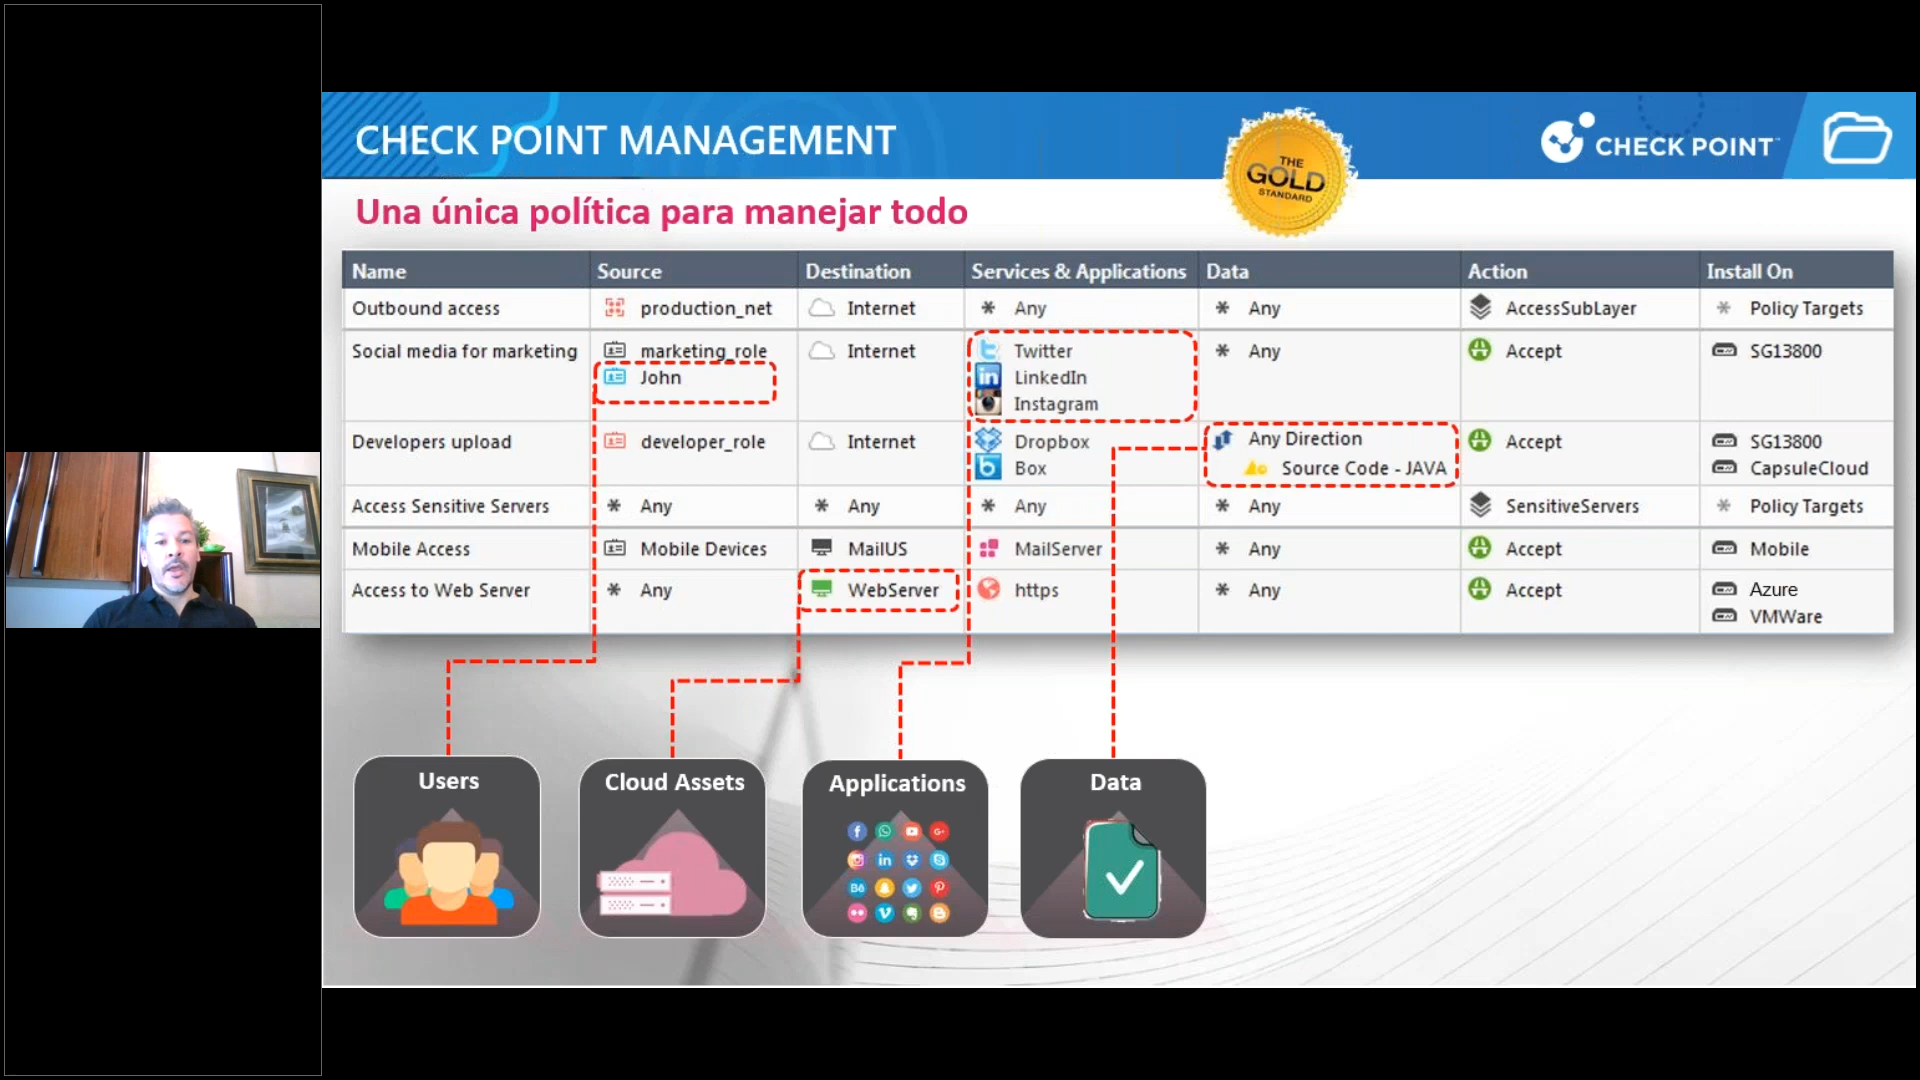 CHECK POINT MANAGEMENT
THE
GOLD
STANDARD
CHECK POINT
Una única política para manejar todo
Name Source Destination Services & Applications Data Action Install On
Outbound access production_net Internet * Any * Any AccessSubLayer * Policy Targets
Social media for marketing marketing_role Internet Twitter * Any Accept SG13800
John LinkedIn
Instagram
Developers upload developer_role Internet Dropbox Any Direction Accept SG13800
Box Source Code - JAVA CapsuleCloud
Access Sensitive Servers * Any * Any * Any * Any SensitiveServers * Policy Targets
Mobile Access Mobile Devices MailUS MailServer * Any Accept Mobile
Access to Web Server * Any WebServer https * Any Accept Azure
VMWare
Users Cloud Assets Applications Data